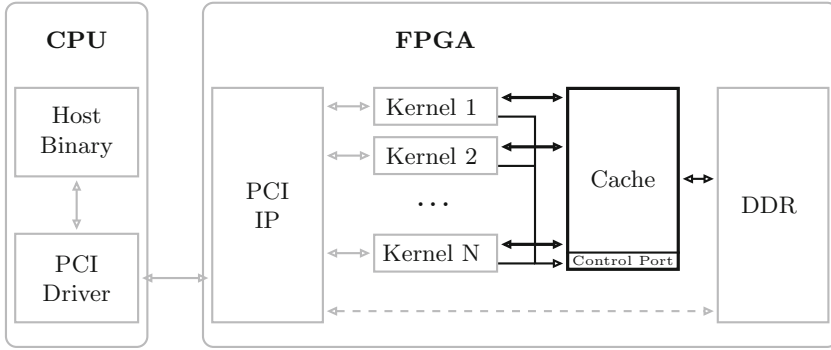 CPU
Host
Binary
PCI
Driver
FPGA
PCI
IP
Kernel 1
Kernel 2
...
Kernel N
Cache
Control Port
DDR